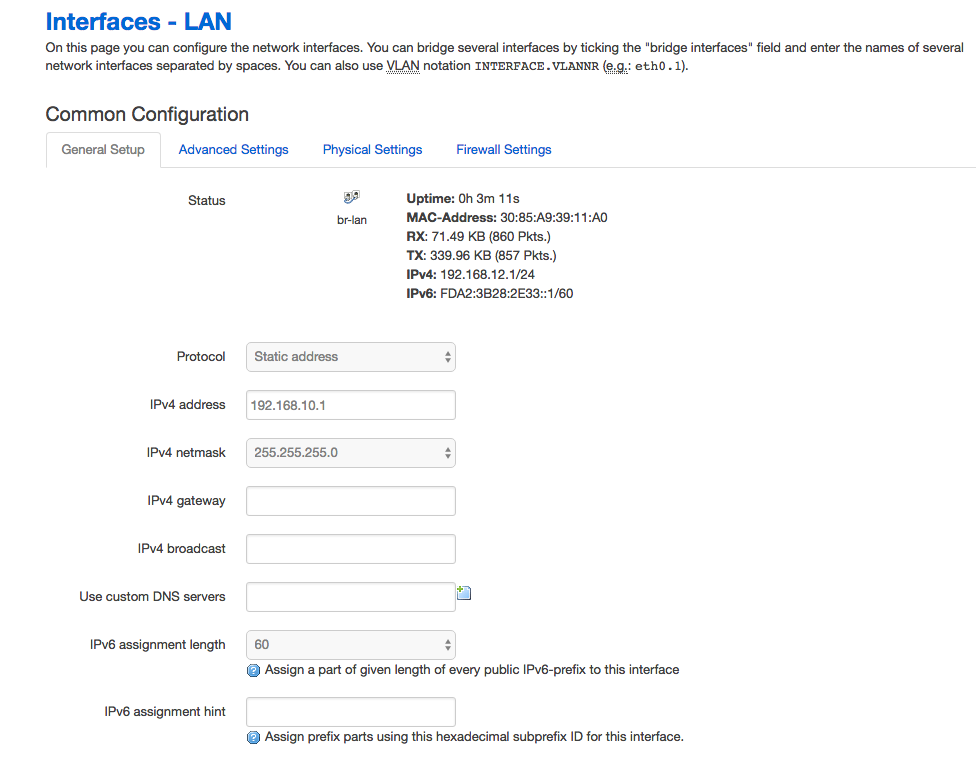 Interfaces - LAN
On this page you can configure the network interfaces. You can bridge several interfaces by ticking the "bridge interfaces" field and enter the names of several
network interfaces separated by spaces. You can also use VLAN notation INTERFACE.VLANNR (e.g.: eth0.1).
Common Configuration
General Setup Advanced Settings Physical Settings Firewall Settings
Status
br-lan
Uptime: 0h 3m 11s
MAC-Address: 30:85:A9:39:11:A0
RX: 71.49 KB (860 Pkts.)
TX: 339.96 KB (857 Pkts.)
IPv4: 192.168.12.1/24
IPv6: FDA2:3B28:2E33::1/60
Protocol Static address
IPv4 address 192.168.10.1
IPv4 netmask 255.255.255.0
IPv4 gateway
IPv4 broadcast
Use custom DNS servers
IPv6 assignment length 60
Assign a part of given length of every public IPv6-prefix to this interface
IPv6 assignment hint
Assign prefix parts using this hexadecimal subprefix ID for this interface.